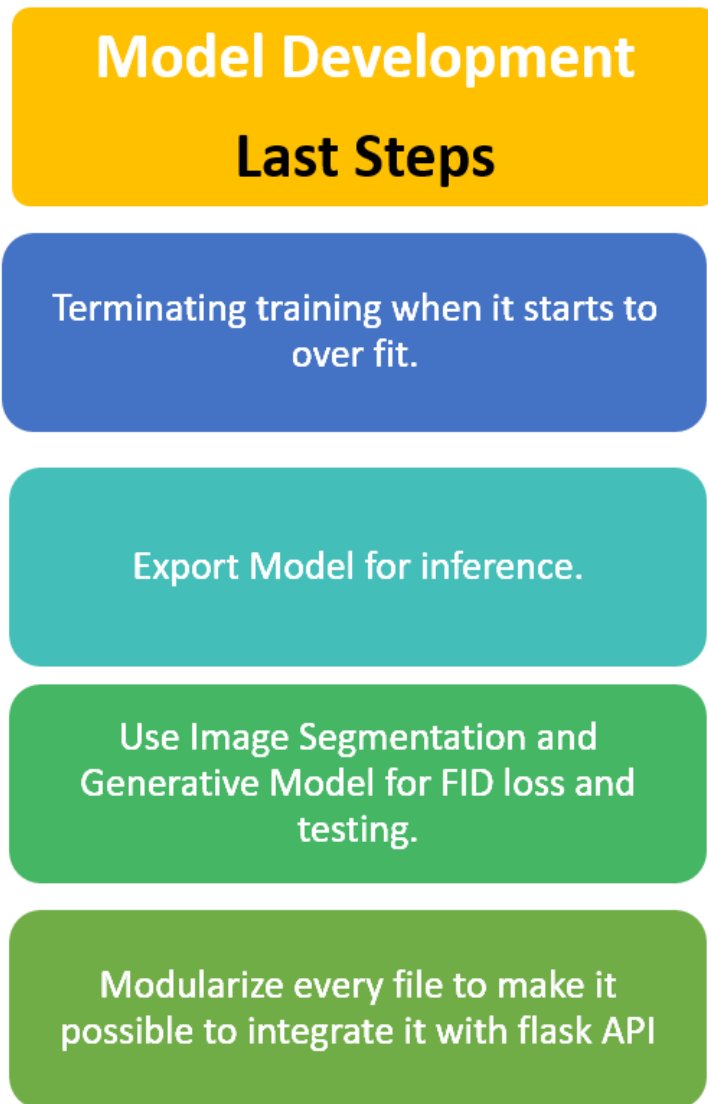 Model Development
Last Steps
Terminating training when it starts to
over fit.
Export Model for inference.
Use Image Segmentation and
Generative Model for FID loss and
testing.
Modularize every file to make it
possible to integrate it with flask API